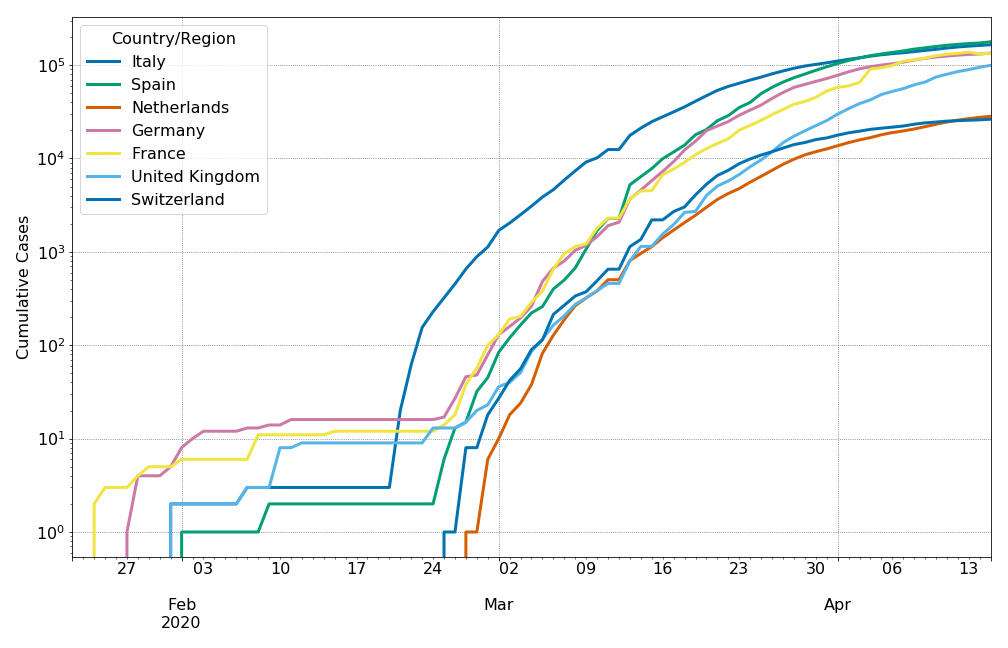 Country/Region
Italy
Spain
Netherlands
Germany
France
United Kingdom
Switzerland
Cumulative Cases
10⁵
10⁴
10³
10²
10¹
10⁰
27 03 10 17 24 02 09 16 23 30 06 13
Feb Mar Apr
2020